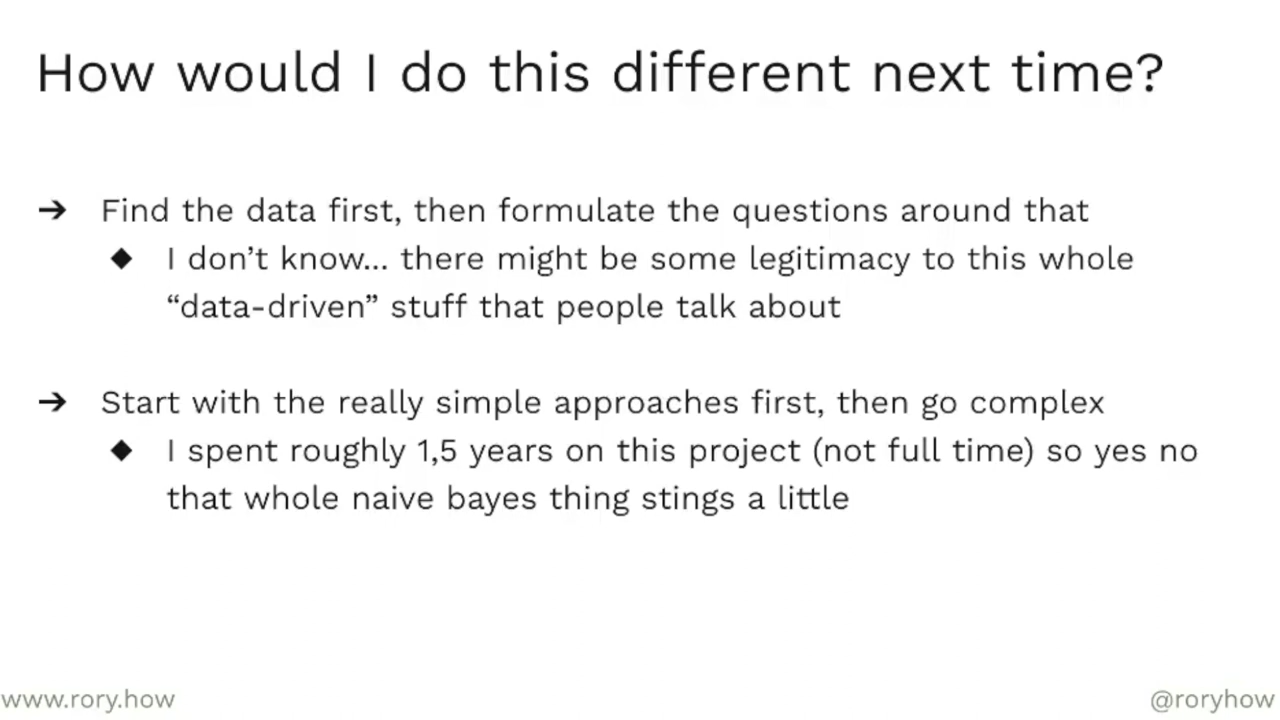 How would I do this different next time?
➔ Find the data first, then formulate the questions around that
◆ I don’t know... there might be some legitimacy to this whole
“data-driven” stuff that people talk about
➔ Start with the really simple approaches first, then go complex
◆ I spent roughly 1,5 years on this project (not full time) so yes no
that whole naive bayes thing stings a little
www.rory.how
@roryhow